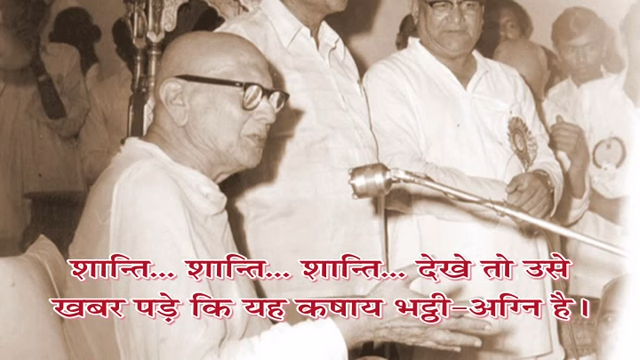 शान्ति... शान्ति... शान्ति... देखे तो उसे
खबर पड़े कि यह कषाय भट्ठी-अग्नि है।